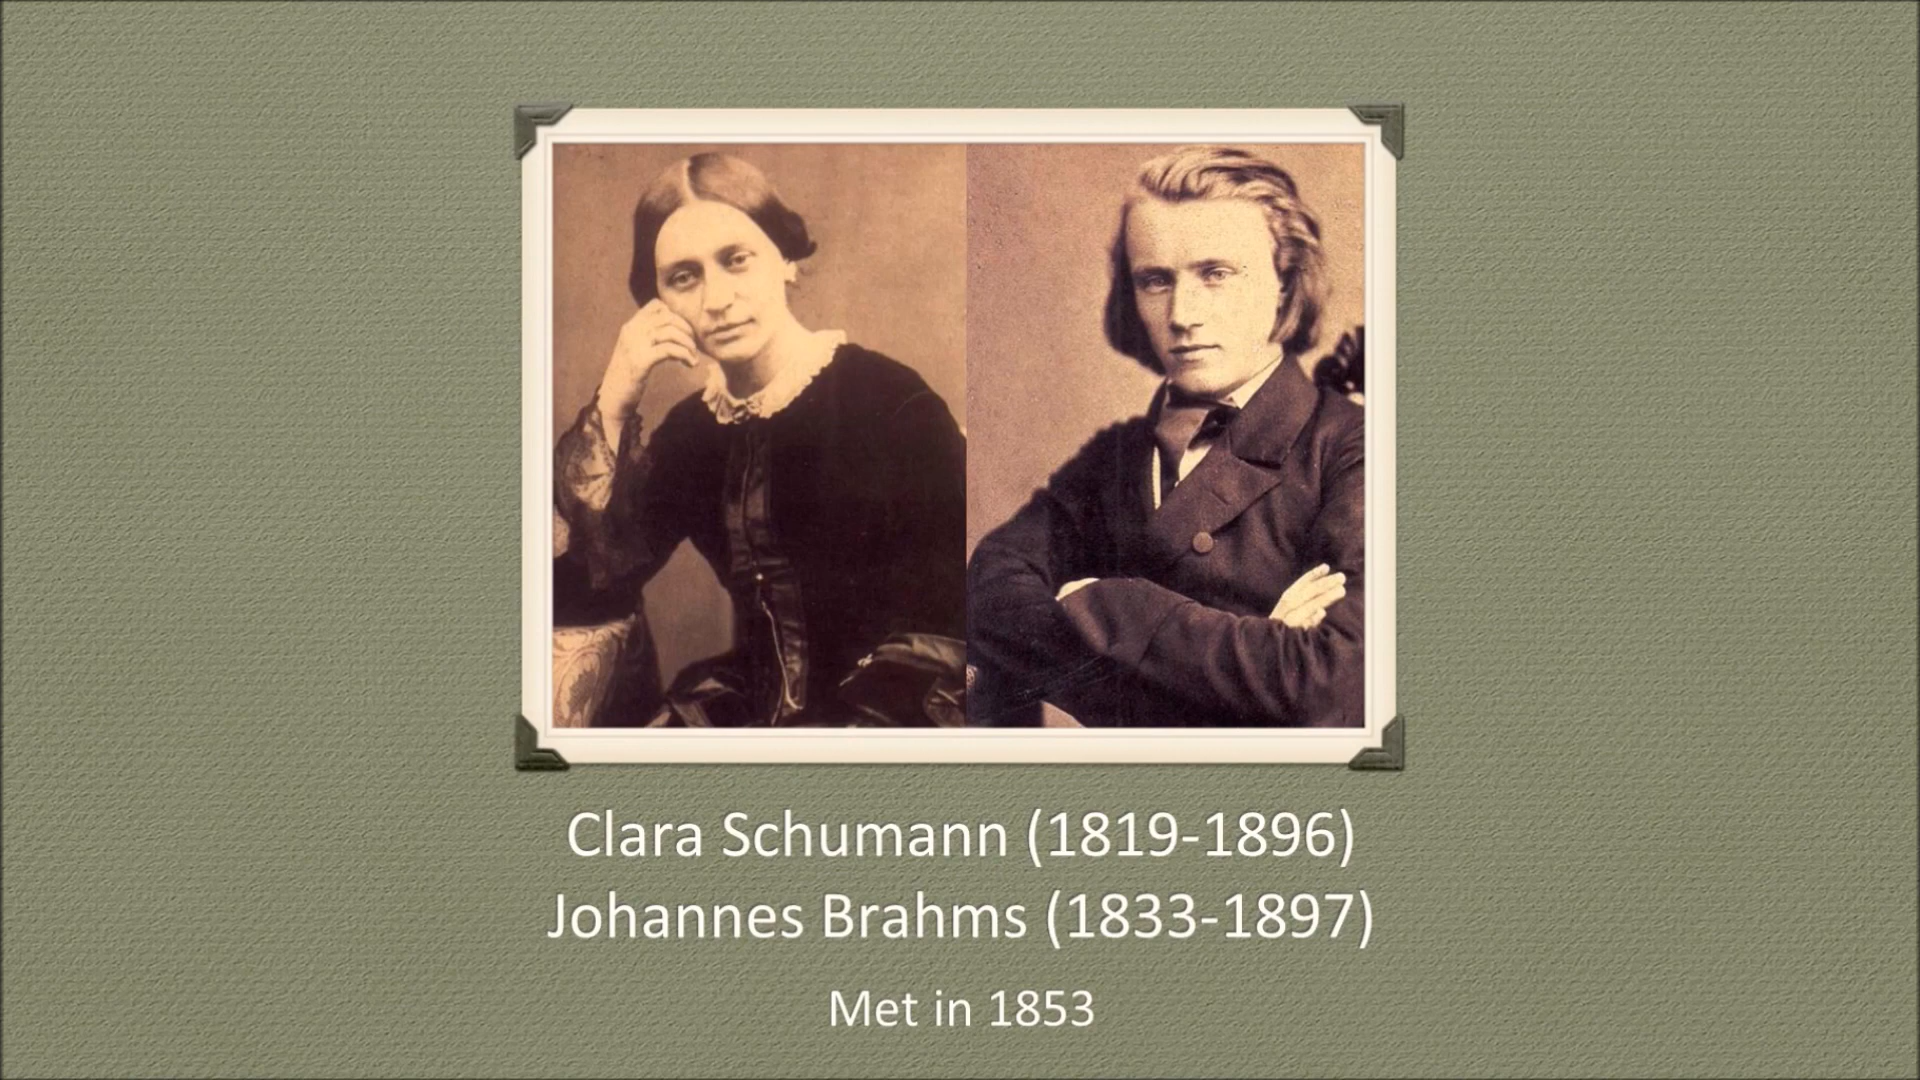 Clara Schumann (1819-1896)
Johannes Brahms (1833-1897)
Met in 1853